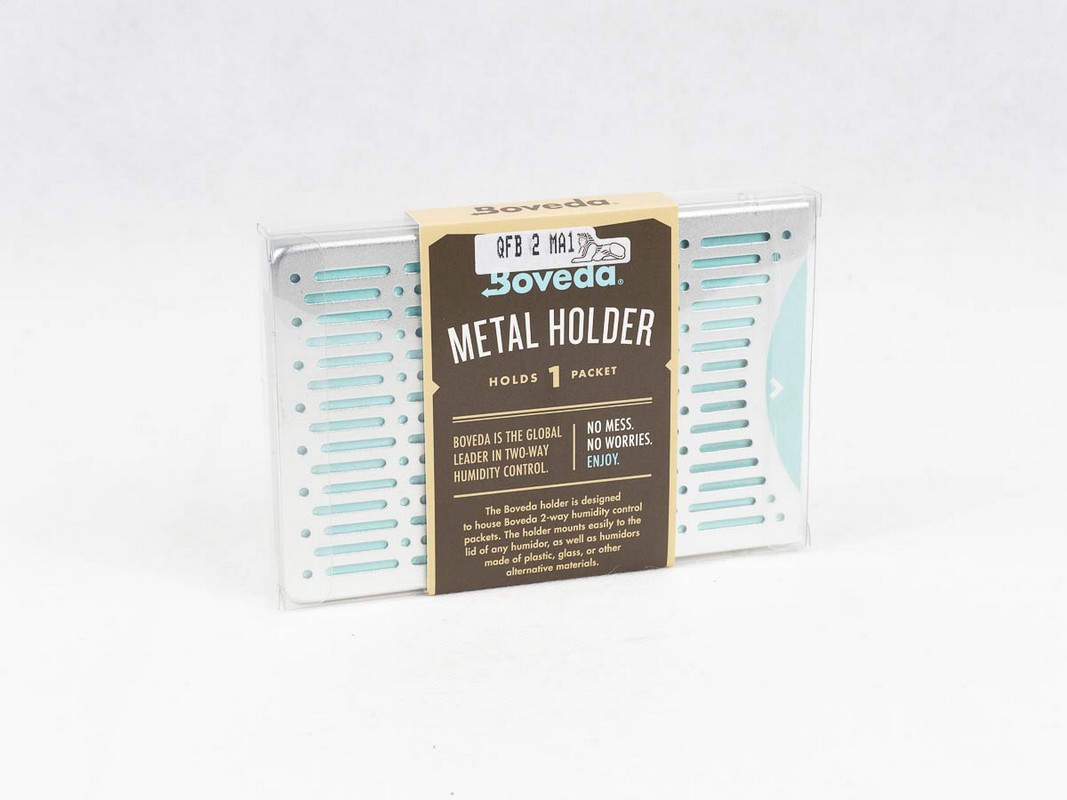 Boveda®
QFB 2 MA1
Boveda®
METAL HOLDER
HOLDS 1 PACKET
BOVEDA IS THE GLOBAL
LEADER IN TWO-WAY
HUMIDITY CONTROL.
NO MESS.
NO WORRIES.
ENJOY.
The Boveda holder is designed
to house Boveda 2-way humidity control
packets. The holder mounts easily to the
lid of any humidor, as well as humidors
made of plastic, glass, or other
alternative materials.